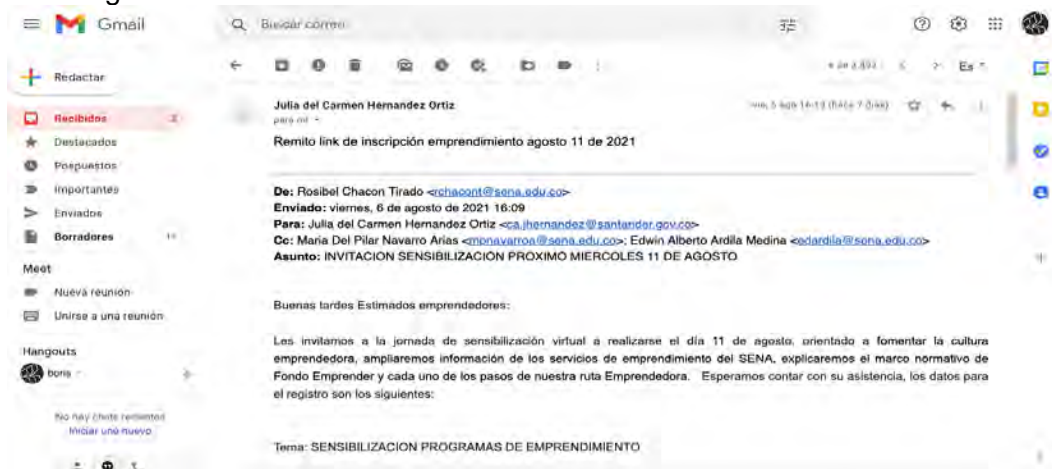 Gmail
Buscar correo
Redactar
Es
Recibidos
Destacados
Pospuestos
Importantes
Enviados
Borradores
Meet
Nueva reunión
Unirse a una reunión
Hangouts
boris
No hay chats recientes
Iniciar uno nuevo
Julia del Carmen Hernandez Ortiz
para mí
Remito link de inscripción emprendimiento agosto 11 de 2021
De: Rosibel Chacon Tirado <rchacont@sena.edu.co>
Enviado: viernes, 6 de agosto de 2021 16:09
Para: Julia del Carmen Hernandez Ortiz <ca.jhernandez@santander.gov.co>
Cc: Maria Del Pilar Navarro Arias <mpnavarroa@sena.edu.co>; Edwin Alberto Ardila Medina <edardila@sena.edu.co>
Asunto: INVITACION SENSIBILIZACION PROXIMO MIERCOLES 11 DE AGOSTO
Buenas tardes Estimados emprendedores:
Les invitamos a la jornada de sensibilización virtual a realizarse el día 11 de agosto, orientado a fomentar la cultura
emprendedora, ampliaremos información de los servicios de emprendimiento del SENA, explicaremos el marco normativo de
Fondo Emprender y cada uno de los pasos de nuestra ruta Emprendedora. Esperamos contar con su asistencia, los datos para
el registro son los siguientes:
Tema: SENSIBILIZACION PROGRAMAS DE EMPRENDIMIENTO